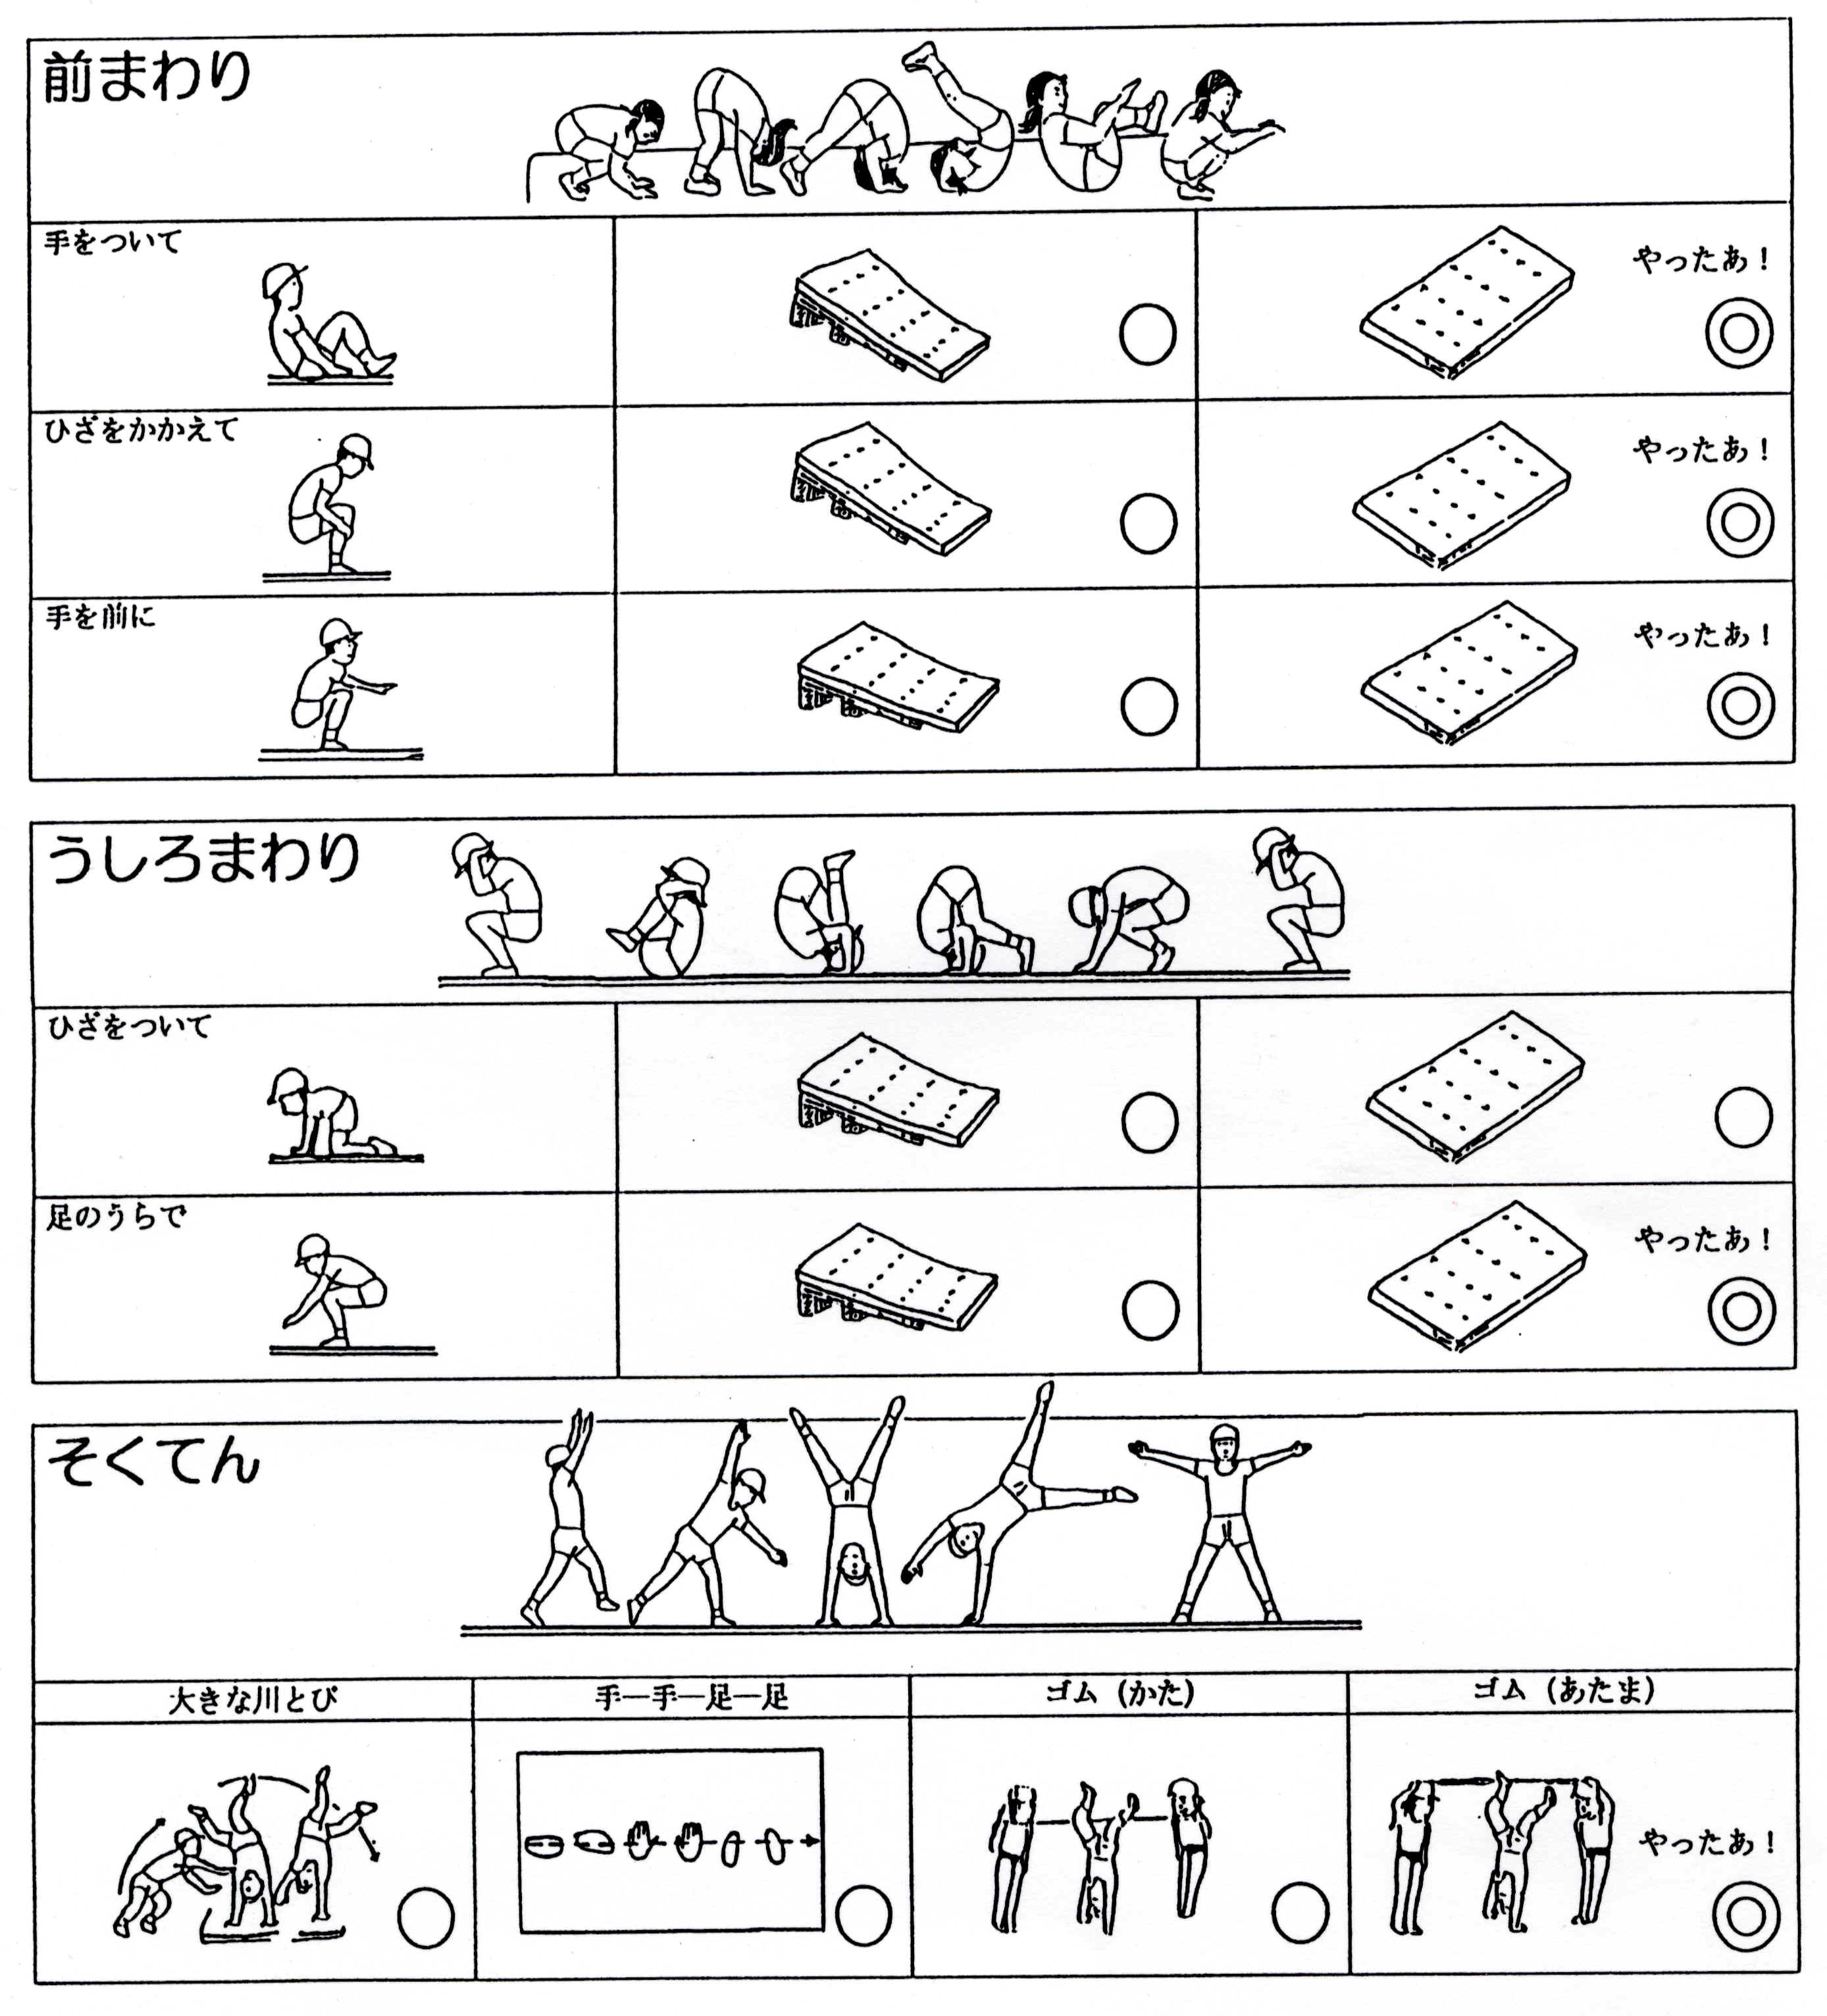 前まわり
手をついて
やったあ！
ひざをかかえて
やったあ！
手を前に
やったあ！
うしろまわり
ひざをついて
足のうらで
やったあ！
そくてん
大きな川とび
手―手―足―足
ゴム（かた）
ゴム（あたま）
やったあ！